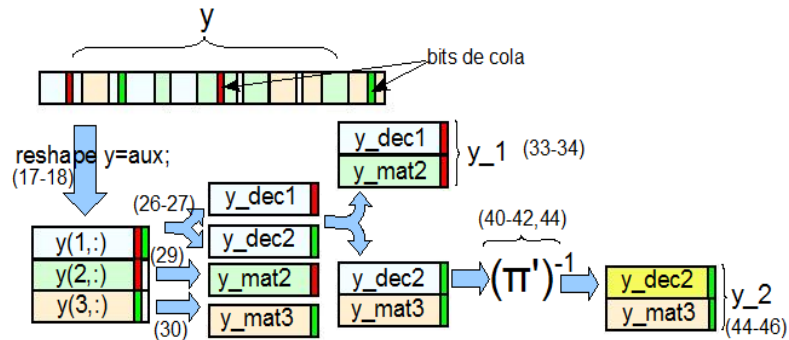 y
bits de cola
reshape y=aux;
(17-18)
y(1,:)
y(2,:)
y(3,:)
(26-27)
(29)
(30)
y_dec1
y_dec2
y_mat2
y_mat3
y_dec1
y_mat2
y_1 (33-34)
y_dec2
y_mat3
(40-42,44)
(π')⁻¹
y_dec2
y_mat3
y_2
(44-46)